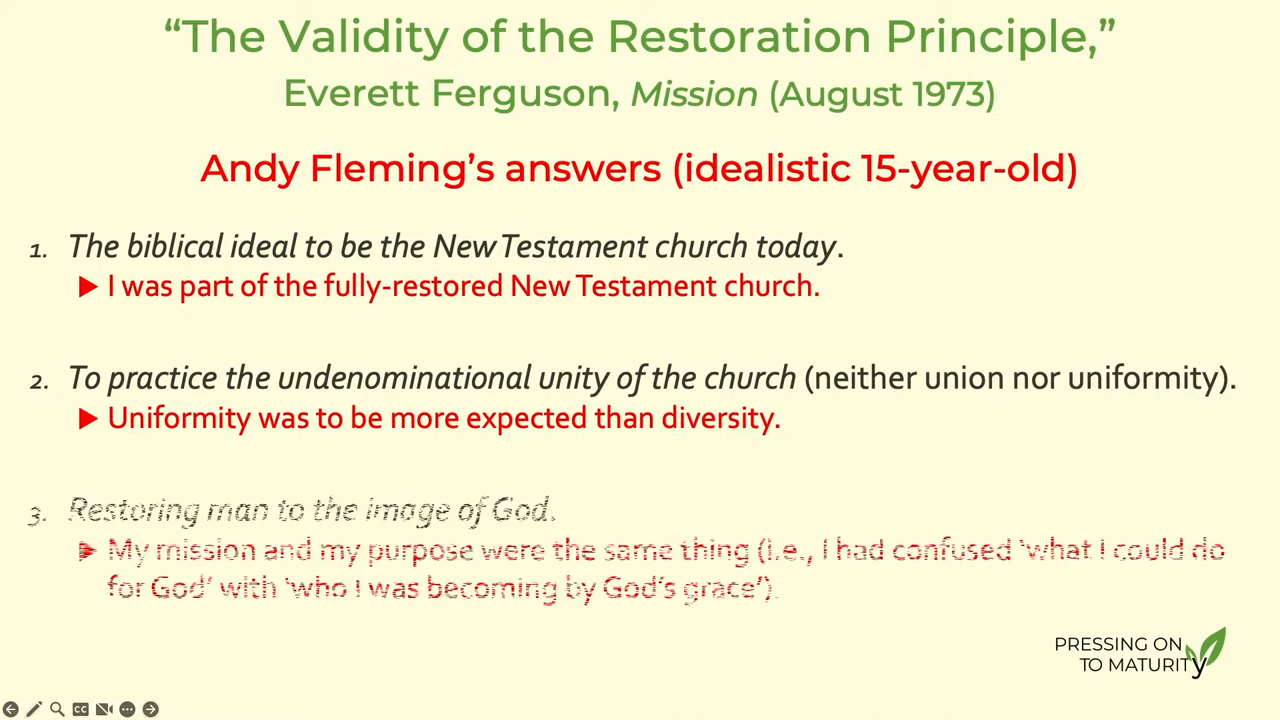 “The Validity of the Restoration Principle,”
Everett Ferguson, Mission (August 1973)
Andy Fleming’s answers (idealistic 15-year-old)
1. The biblical ideal to be the New Testament church today.
▶ I was part of the fully-restored New Testament church.
2. To practice the undenominational unity of the church (neither union nor uniformity).
▶ Uniformity was to be more expected than diversity.
3. Restoring man to the image of God.
▶ My mission and my purpose were the same thing (i.e., I had confused ‘what I could do
for God’ with ‘who I was becoming by God’s grace’).
PRESSING ON
TO MATURITy
CC